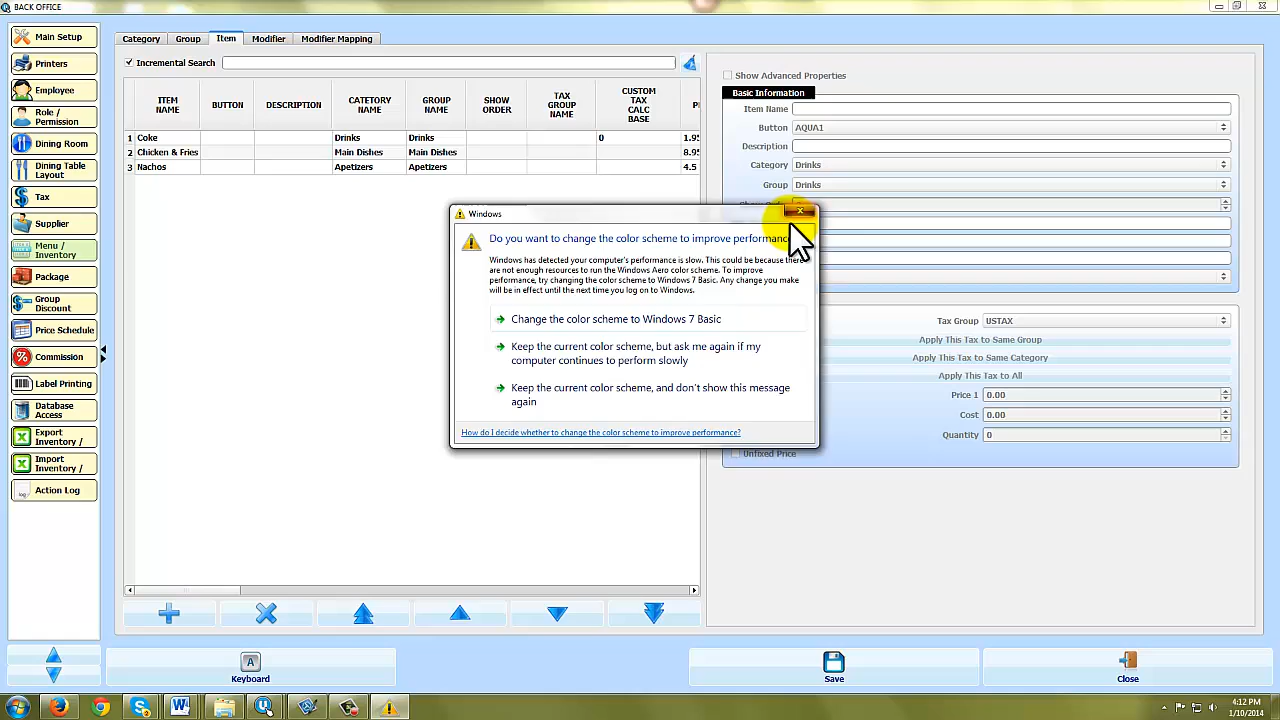 BACK OFFICE
Main Setup
Printers
Employee
Role /
Permission
Dining Room
Dining Table
Layout
Tax
Supplier
Menu /
Inventory
Package
Group
Discount
Price Schedule
Commission
Label Printing
Database
Access
Export
Inventory /
Import
Inventory /
Action Log
Category Group Item Modifier Modifier Mapping
Incremental Search
ITEM
NAME
BUTTON
DESCRIPTION
CATETORY
NAME
GROUP
NAME
SHOW
ORDER
TAX
GROUP
NAME
CUSTOM
TAX
CALC
BASE
1 Coke Drinks Drinks 0 1.95
2 Chicken & Fries Main Dishes Main Dishes 8.95
3 Nachos Apetizers Apetizers 4.5
Show Advanced Properties
Basic Information
Item Name
Button AQUA1
Description
Category Drinks
Group Drinks
Tax Group USTAX
Apply This Tax to Same Group
Apply This Tax to Same Category
Apply This Tax to All
Price 1 0.00
Cost 0.00
Quantity 0
Unfixed Price
Windows
Do you want to change the color scheme to improve performance
Windows has detected your computer's performance is slow. This could be because there
are not enough resources to run the Windows Aero color scheme. To improve
performance, try changing the color scheme to Windows 7 Basic. Any change you make
will be in effect until the next time you log on to Windows.
Change the color scheme to Windows 7 Basic
Keep the current color scheme, but ask me again if my
computer continues to perform slowly
Keep the current color scheme, and don't show this message
again
How do I decide whether to change the color scheme to improve performance?
A
Keyboard
Save
Close
4:12 PM
1/10/2014